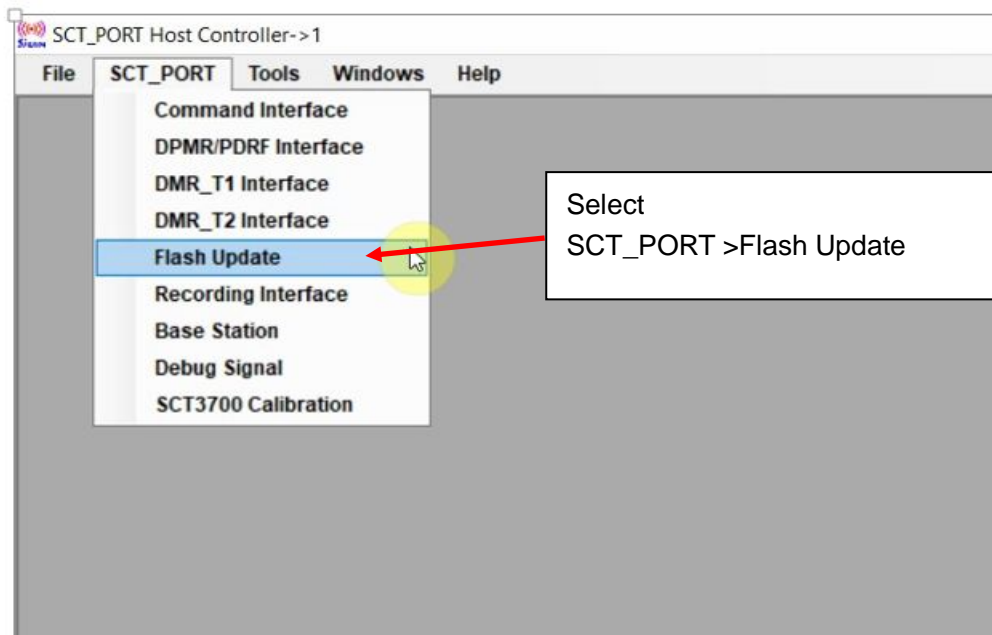 SCT_PORT Host Controller->1
File SCT_PORT Tools Windows Help
Command Interface
DPMR/PDRF Interface
DMR_T1 Interface
DMR_T2 Interface
Flash Update
Recording Interface
Base Station
Debug Signal
SCT3700 Calibration
Select
SCT_PORT >Flash Update